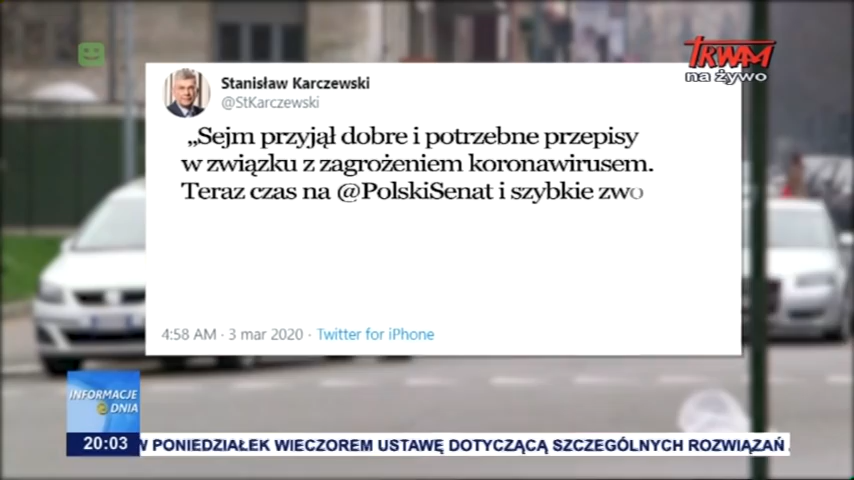 TRWAM
na żywo
Stanisław Karczewski
@StKarczewski
„Sejm przyjął dobre i potrzebne przepisy
w związku z zagrożeniem koronawirusem.
Teraz czas na @PolskiSenat i szybkie zwo
4:58 AM · 3 mar 2020 · Twitter for iPhone
INFORMACJE
DNIA
20:03 W PONIEDZIAŁEK WIECZOREM USTAWĘ DOTYCZĄCĄ SZCZEGÓLNYCH ROZWIĄZAŃ